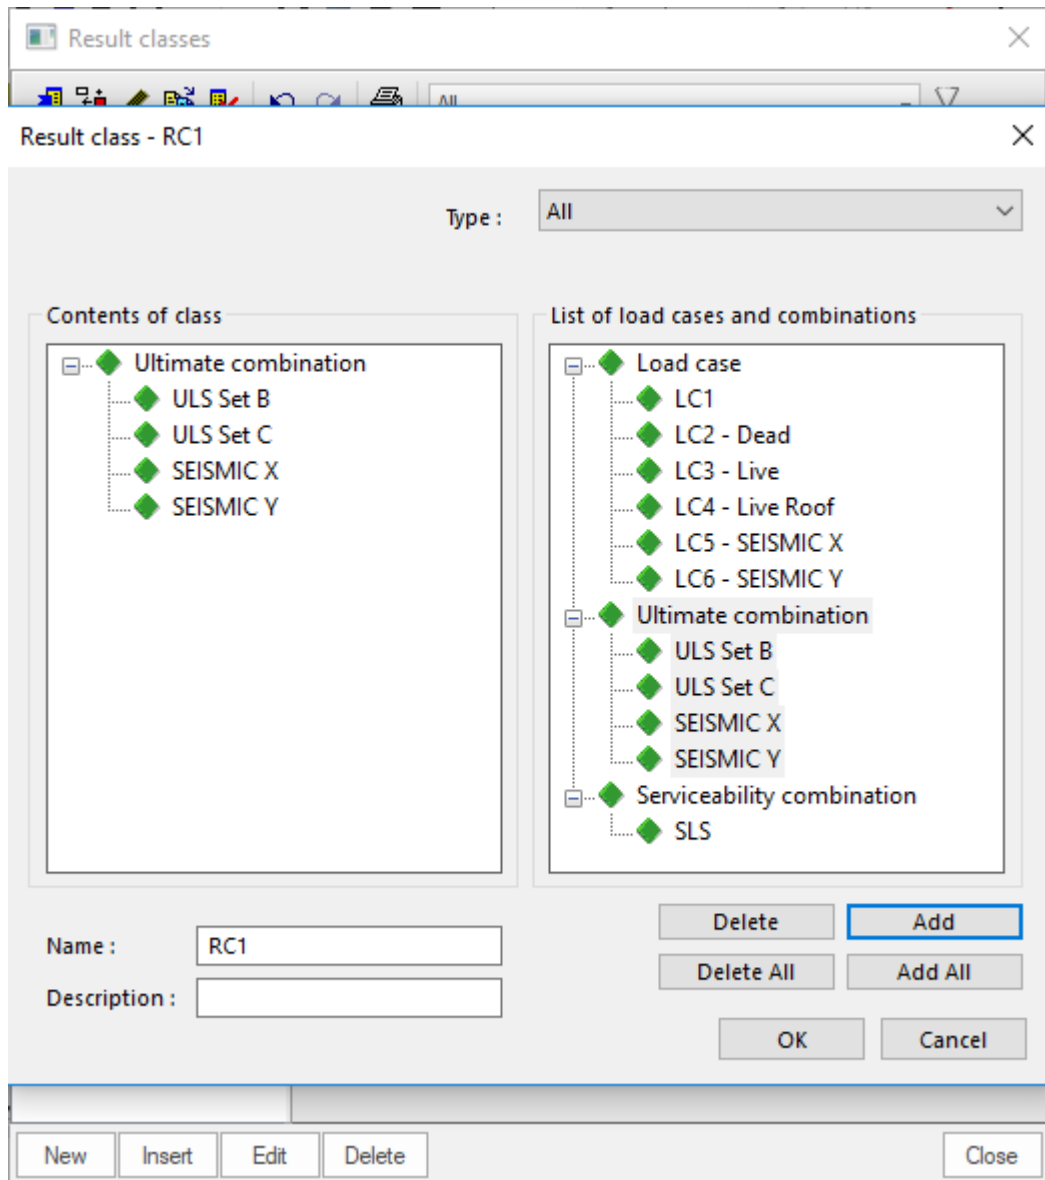 Result classes
All
Result class - RC1
Type :
All
Contents of class
List of load cases and combinations
Ultimate combination
ULS Set B
ULS Set C
SEISMIC X
SEISMIC Y
Load case
LC1
LC2 - Dead
LC3 - Live
LC4 - Live Roof
LC5 - SEISMIC X
LC6 - SEISMIC Y
Ultimate combination
ULS Set B
ULS Set C
SEISMIC X
SEISMIC Y
Serviceability combination
SLS
Name :
RC1
Description :
Delete
Add
Delete All
Add All
OK
Cancel
New
Insert
Edit
Delete
Close